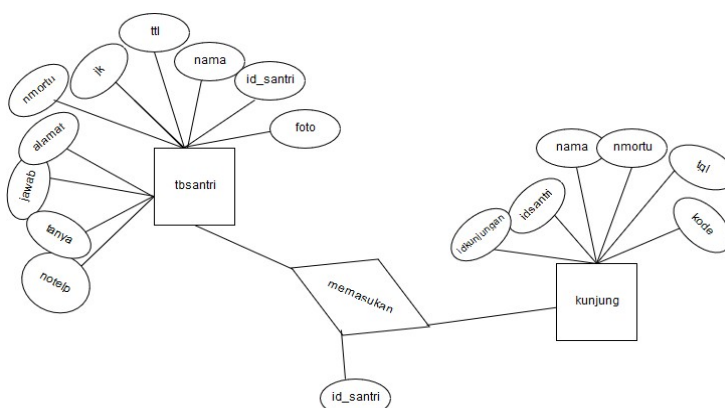 ttl
nama
jk
id_santri
nmortu
foto
alamat
jawab
tbsantri
tanya
notelp
memasukan
id_santri
nama
nmortu
tgl
idsantri
kode
idkunjungan
kunjung